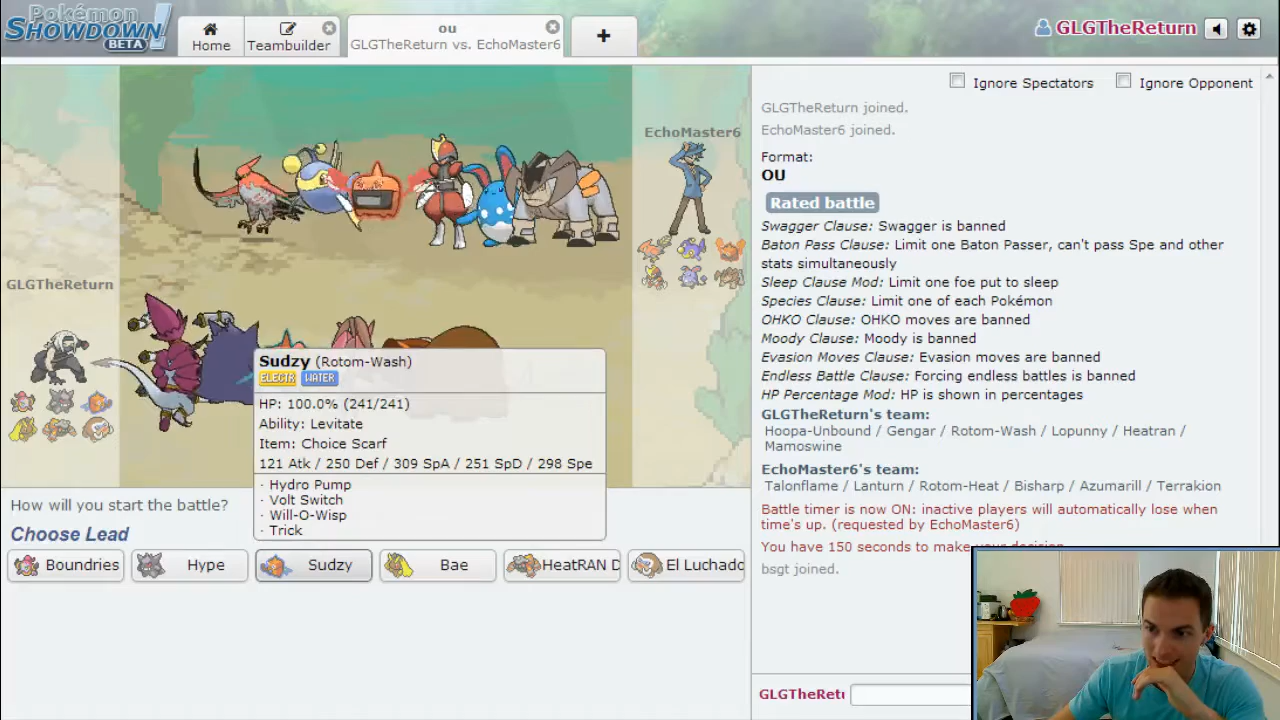 Pokémon
SHOWDOWN!
BETA
Home
Teambuilder
ou
GLGTheReturn vs. EchoMaster6
+
GLGTheReturn
Ignore Spectators
Ignore Opponent
GLGTheReturn joined.
EchoMaster6 joined.
Format:
OU
Rated battle
Swagger Clause: Swagger is banned
Baton Pass Clause: Limit one Baton Passer, can't pass Spe and other
stats simultaneously
Sleep Clause Mod: Limit one foe put to sleep
Species Clause: Limit one of each Pokémon
OHKO Clause: OHKO moves are banned
Moody Clause: Moody is banned
Evasion Moves Clause: Evasion moves are banned
Endless Battle Clause: Forcing endless battles is banned
HP Percentage Mod: HP is shown in percentages
GLGTheReturn's team:
Hoopa-Unbound / Gengar / Rotom-Wash / Lopunny / Heatran /
Mamoswine
EchoMaster6's team:
Talonflame / Lanturn / Rotom-Heat / Bisharp / Azumarill / Terrakion
Battle timer is now ON: inactive players will automatically lose when
time's up. (requested by EchoMaster6)
You have 150 seconds to make your decision.
bsgt joined.
GLGTheRetu
EchoMaster6
GLGTheReturn
Sudzy (Rotom-Wash)
ELECTR WATER
HP: 100.0% (241/241)
Ability: Levitate
Item: Choice Scarf
121 Atk / 250 Def / 309 SpA / 251 SpD / 298 Spe
· Hydro Pump
· Volt Switch
· Will-O-Wisp
· Trick
How will you start the battle?
Choose Lead
Boundries
Hype
Sudzy
Bae
HeatRAN D
El Luchado